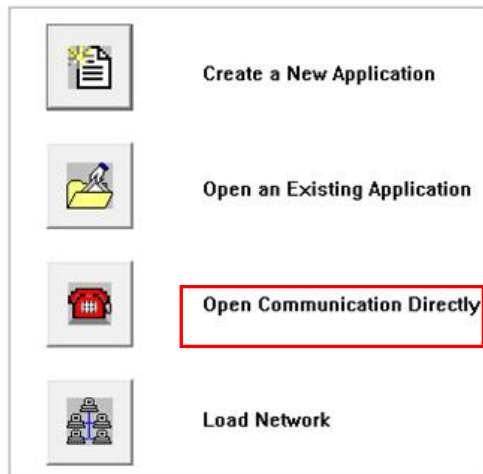 Create a New Application
Open an Existing Application
Open Communication Directly
Load Network